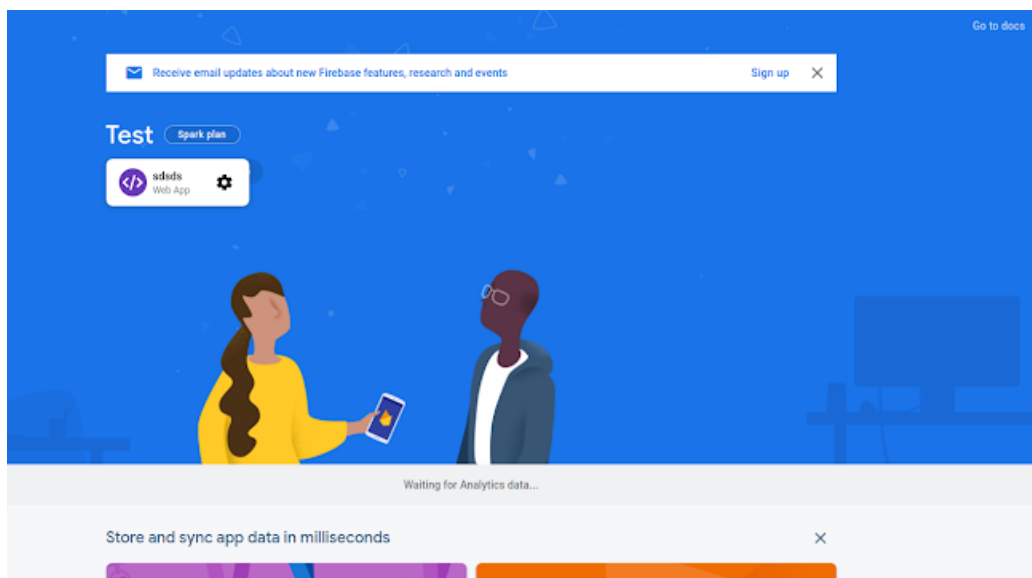 Go to docs
Receive email updates about new Firebase features, research and events Sign up
Test Spark plan
sdsds
Web App
Waiting for Analytics data...
Store and sync app data in milliseconds